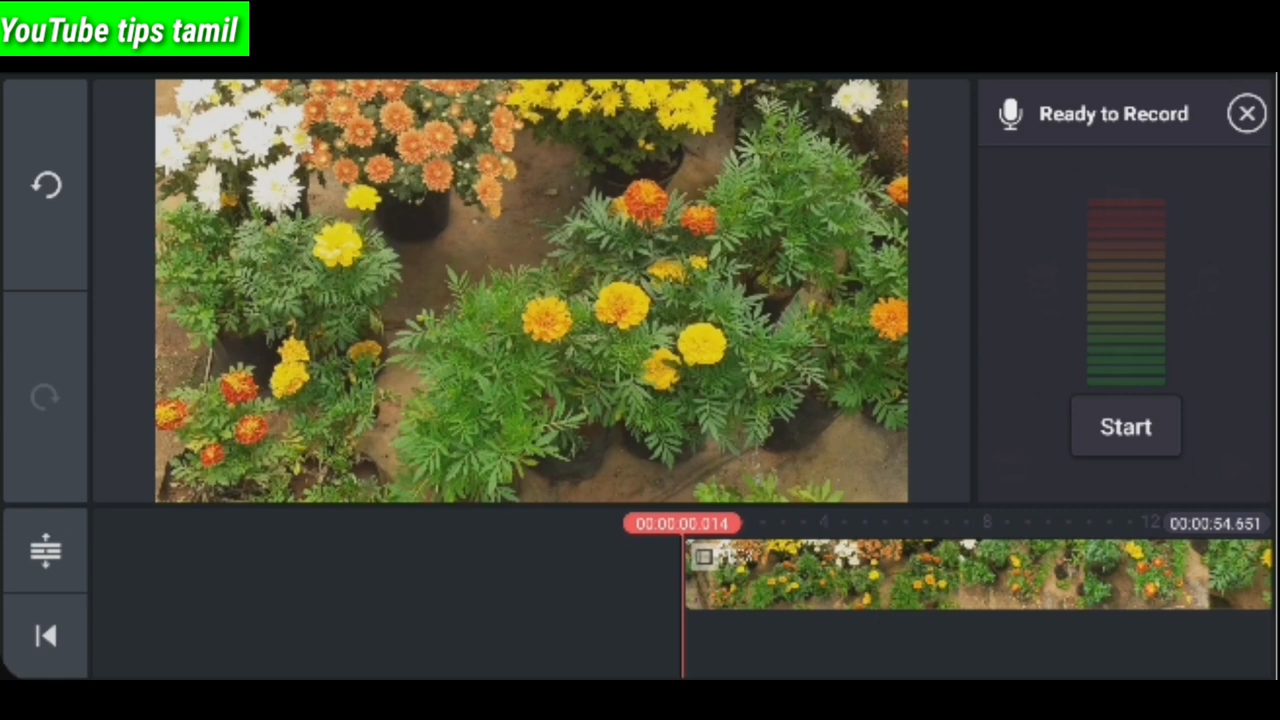 YouTube tips tamil
Ready to Record
Start
00:00:00.014
4
8
12
00:00:54.651